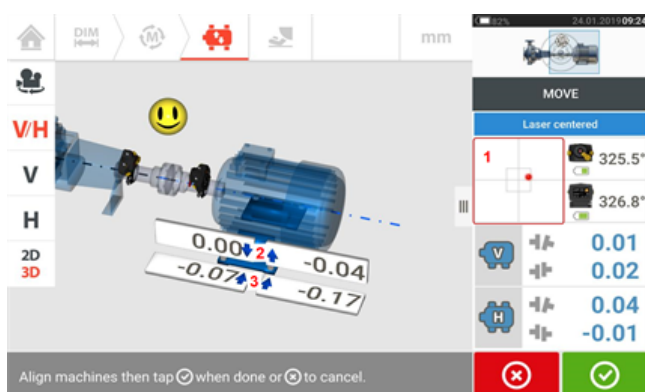 DIM
M
mm
82%
24.01.2019 09:24
MOVE
Laser centered
1
325.5°
326.8°
V/H
V
H
2D
3D
0.00
2
-0.04
-0.07
3
-0.17
V
0.01
0.02
H
0.04
-0.01
Align machines then tap when done or to cancel.